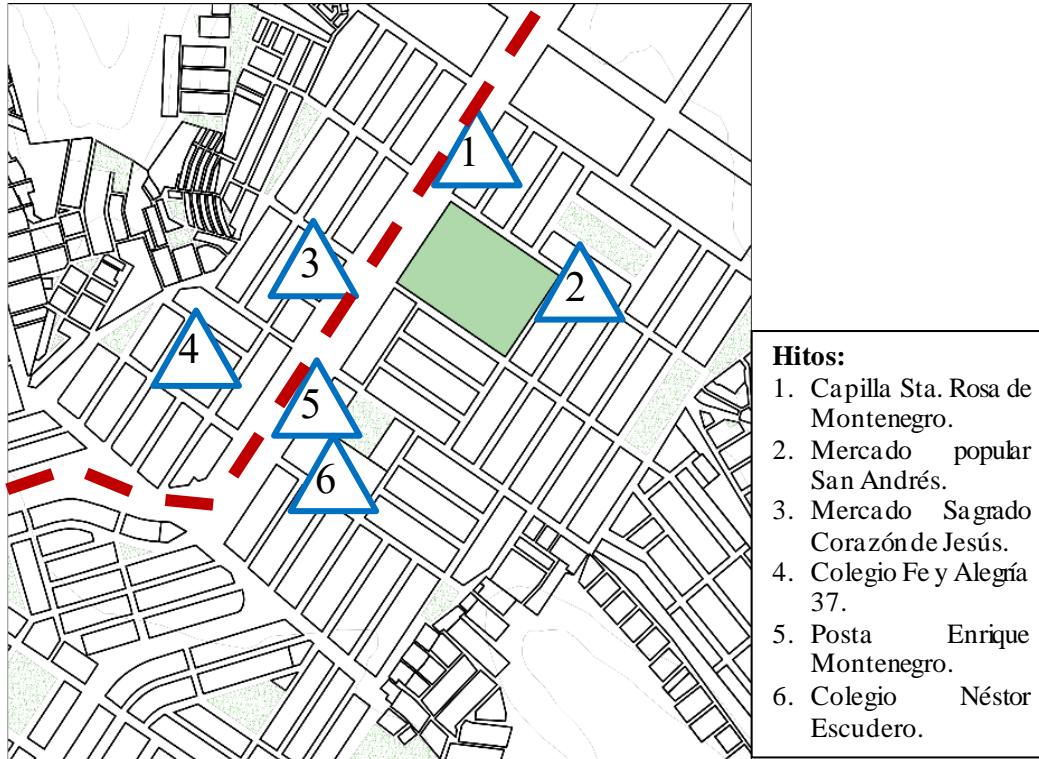 1
2
3
4
5
6
Hitos:
1. Capilla Sta. Rosa de
Montenegro.
2. Mercado popular
San Andrés.
3. Mercado Sagrado
Corazón de Jesús.
4. Colegio Fe y Alegría
37.
5. Posta Enrique
Montenegro.
6. Colegio Néstor
Escudero.